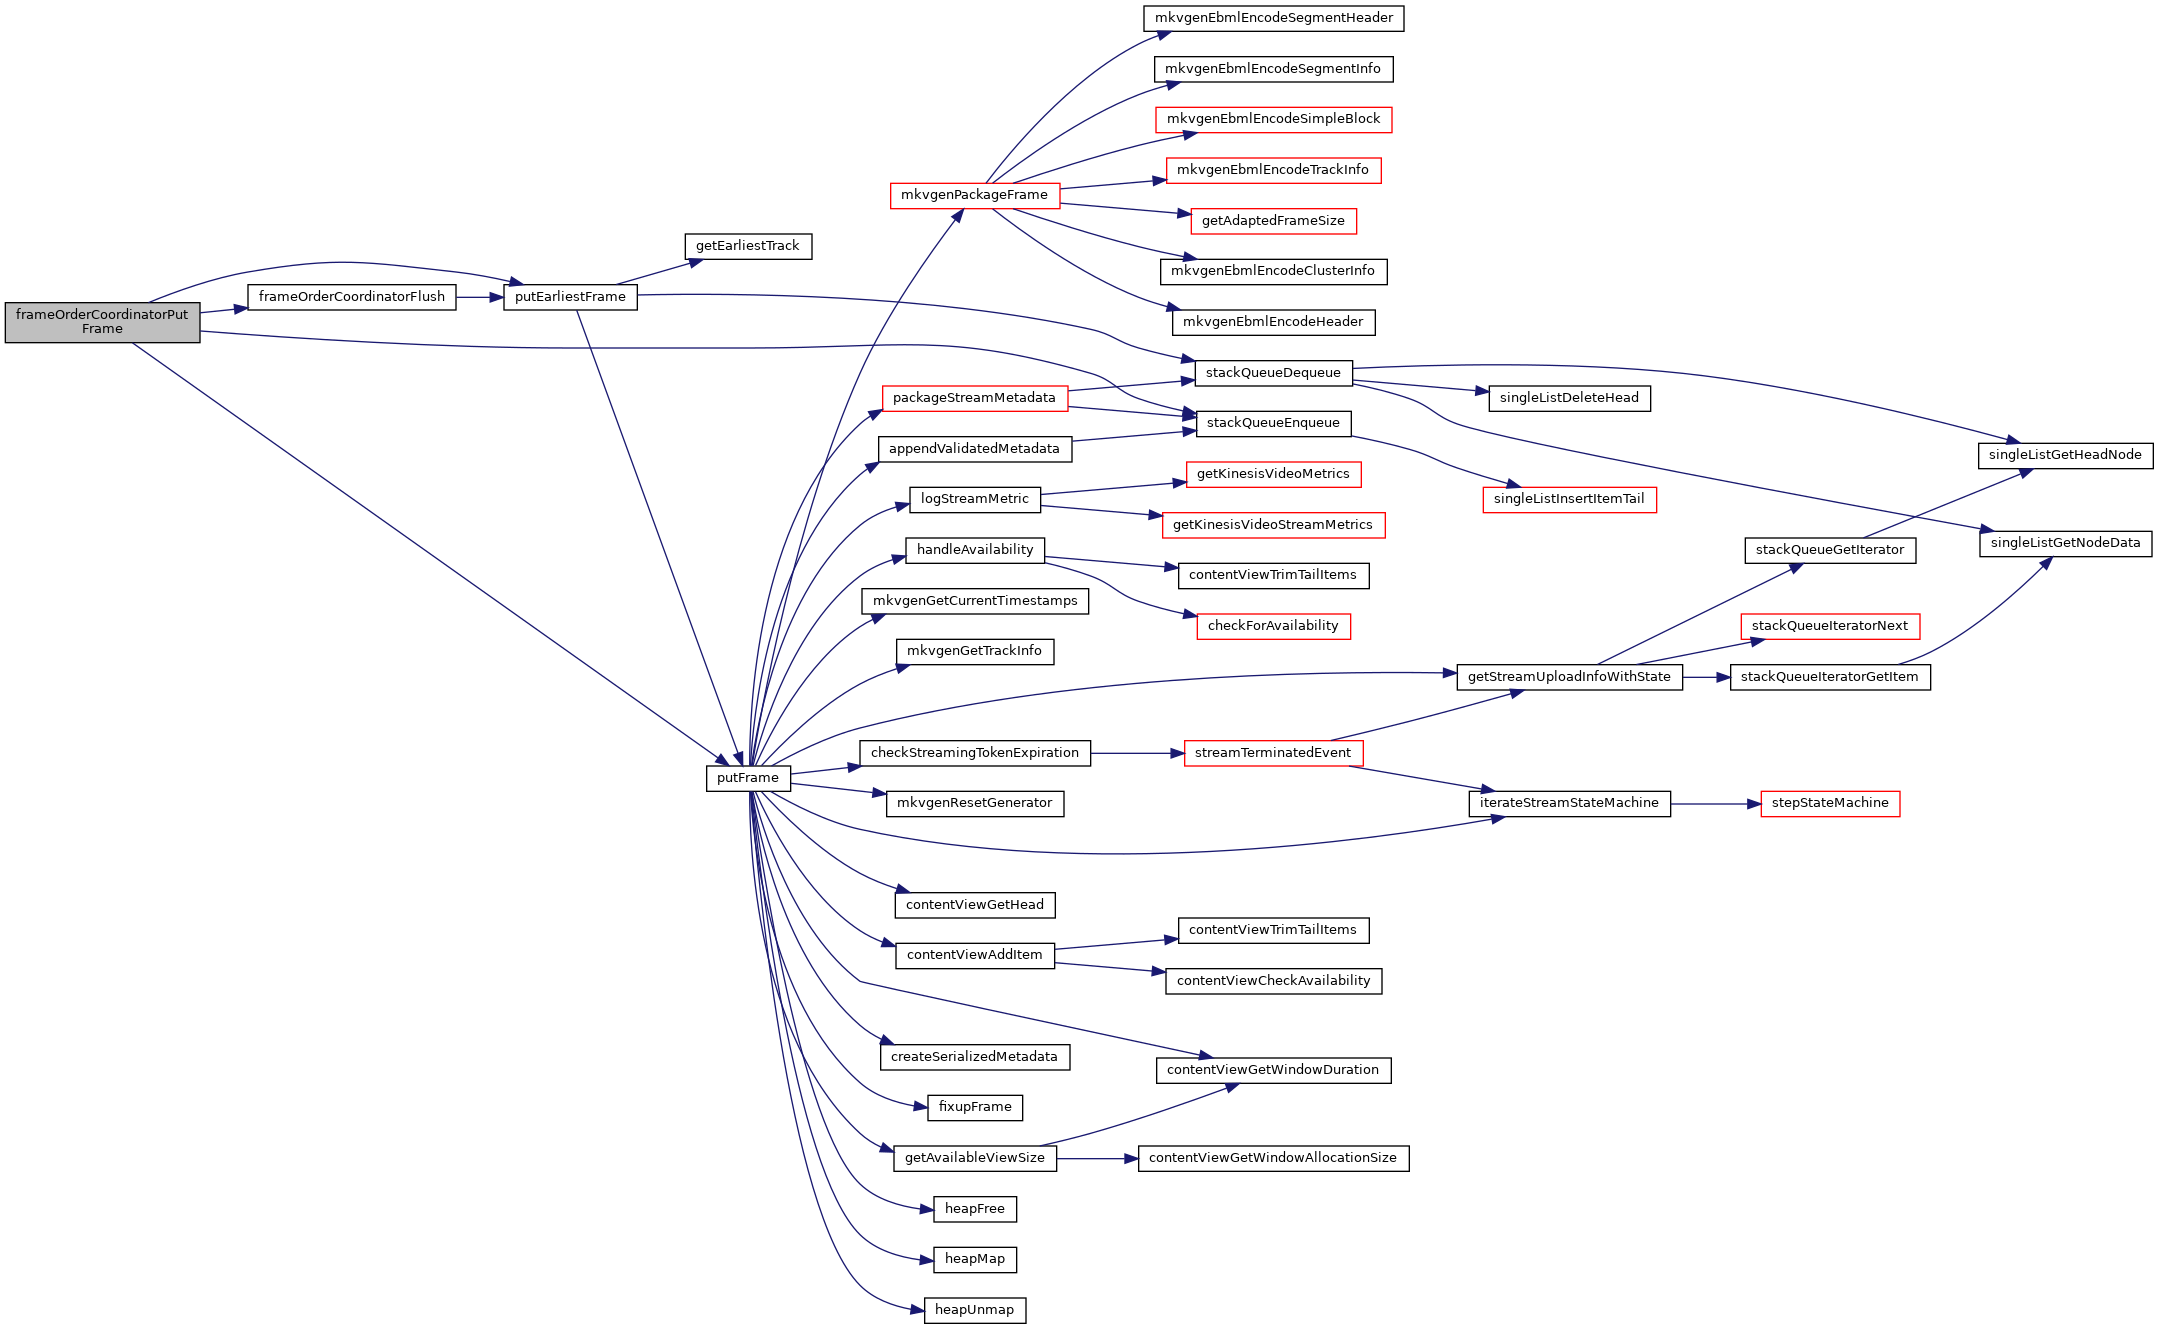 mkvgenEbmlEncodeSegmentHeader
mkvgenEbmlEncodeSegmentInfo
mkvgenEbmlEncodeSimpleBlock
mkvgenEbmlEncodeTrackInfo
mkvgenPackageFrame
getAdaptedFrameSize
getEarliestTrack
mkvgenEbmlEncodeClusterInfo
frameOrderCoordinatorFlush
putEarliestFrame
frameOrderCoordinatorPut
Frame
mkvgenEbmlEncodeHeader
stackQueueDequeue
packageStreamMetadata
singleListDeleteHead
stackQueueEnqueue
appendValidatedMetadata
singleListGetHeadNode
getKinesisVideoMetrics
logStreamMetric
singleListInsertItemTail
getKinesisVideoStreamMetrics
singleListGetNodeData
handleAvailability
stackQueueGetIterator
contentViewTrimTailItems
mkvgenGetCurrentTimestamps
checkForAvailability
stackQueueIteratorNext
mkvgenGetTrackInfo
getStreamUploadInfoWithState
stackQueueIteratorGetItem
checkStreamingTokenExpiration
streamTerminatedEvent
putFrame
mkvgenResetGenerator
iterateStreamStateMachine
stepStateMachine
contentViewGetHead
contentViewTrimTailItems
contentViewAddItem
contentViewCheckAvailability
createSerializedMetadata
contentViewGetWindowDuration
fixupFrame
getAvailableViewSize
contentViewGetWindowAllocationSize
heapFree
heapMap
heapUnmap